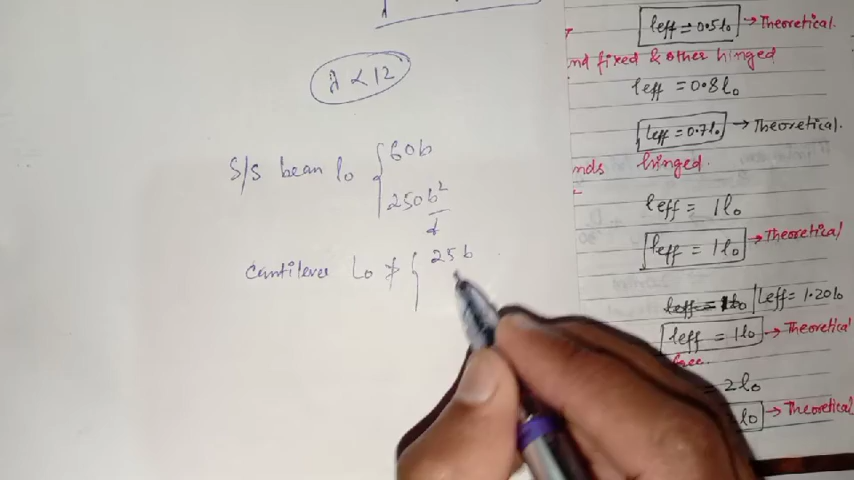 λ < 12
S/S beam lo { 60b
250b²/d
Cantilever Lo ≯ { 25b
leff = 0.5lo → Theoretical.
nd fixed & other hinged
leff = 0.8lo
leff = 0.7lo → Theoretical.
nds hinged.
leff = 1lo
leff = 1lo → Theoretical
leff = 1.20lo
leff = 1lo → Theoretical
free.
= 2lo
lo → Theoretical